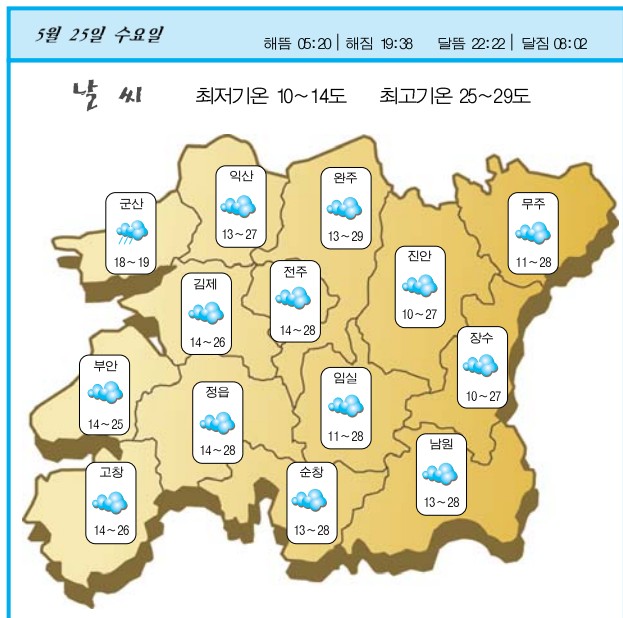 5월 25일 수요일
해뜸 05:20 | 해짐 19:38 달뜸 22:22 | 달짐 08:02
날씨 최저기온 10~14도 최고기온 25~29도
익산
13~27
완주
13~29
무주
11~28
군산
18~19
진안
10~27
전주
14~28
김제
14~26
장수
10~27
부안
14~25
임실
11~28
정읍
14~28
남원
13~28
고창
14~26
순창
13~28